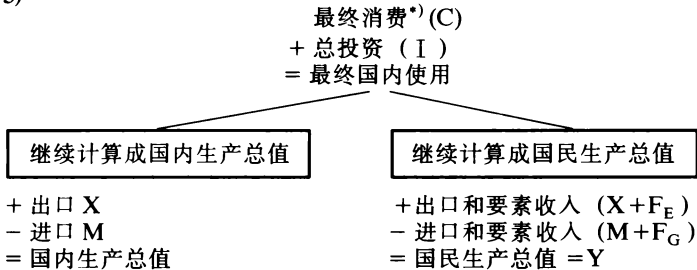 最终消费*)(C)
+ 总投资 (I)
= 最终国内使用
继续计算成国内生产总值
继续计算成国民生产总值
+ 出口 X
- 进口 M
= 国内生产总值
+出口和要素收入 (X+F_E)
- 进口和要素收入 (M+F_G)
= 国民生产总值 =Y